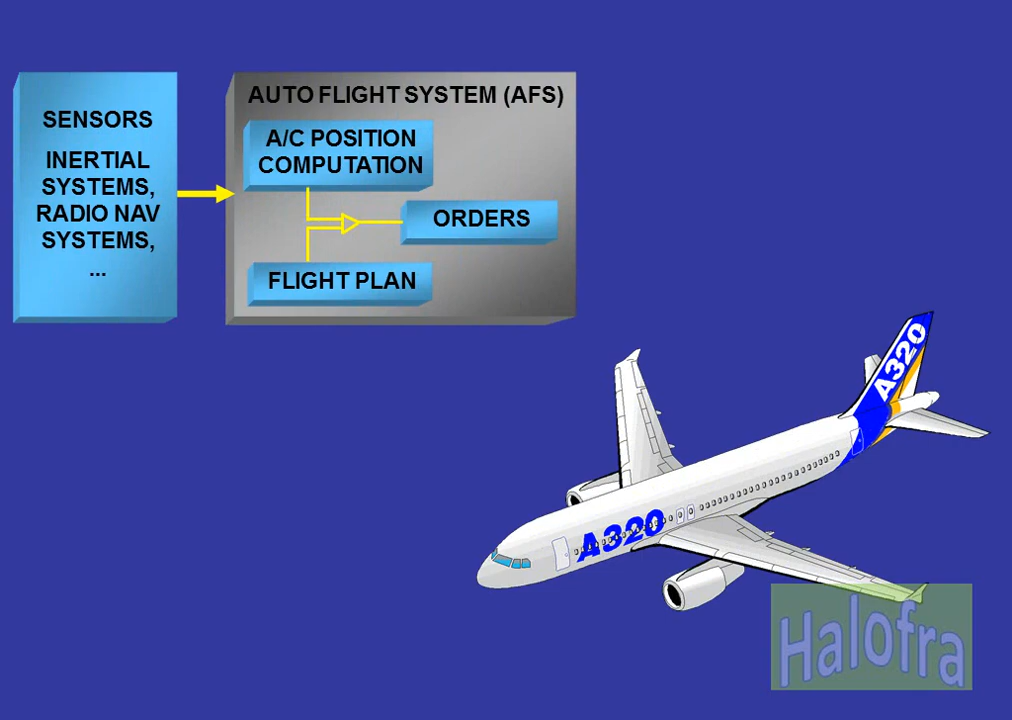 SENSORS
INERTIAL
SYSTEMS,
RADIO NAV
SYSTEMS,
...
AUTO FLIGHT SYSTEM (AFS)
A/C POSITION
COMPUTATION
ORDERS
FLIGHT PLAN
A320
A320
Halofra